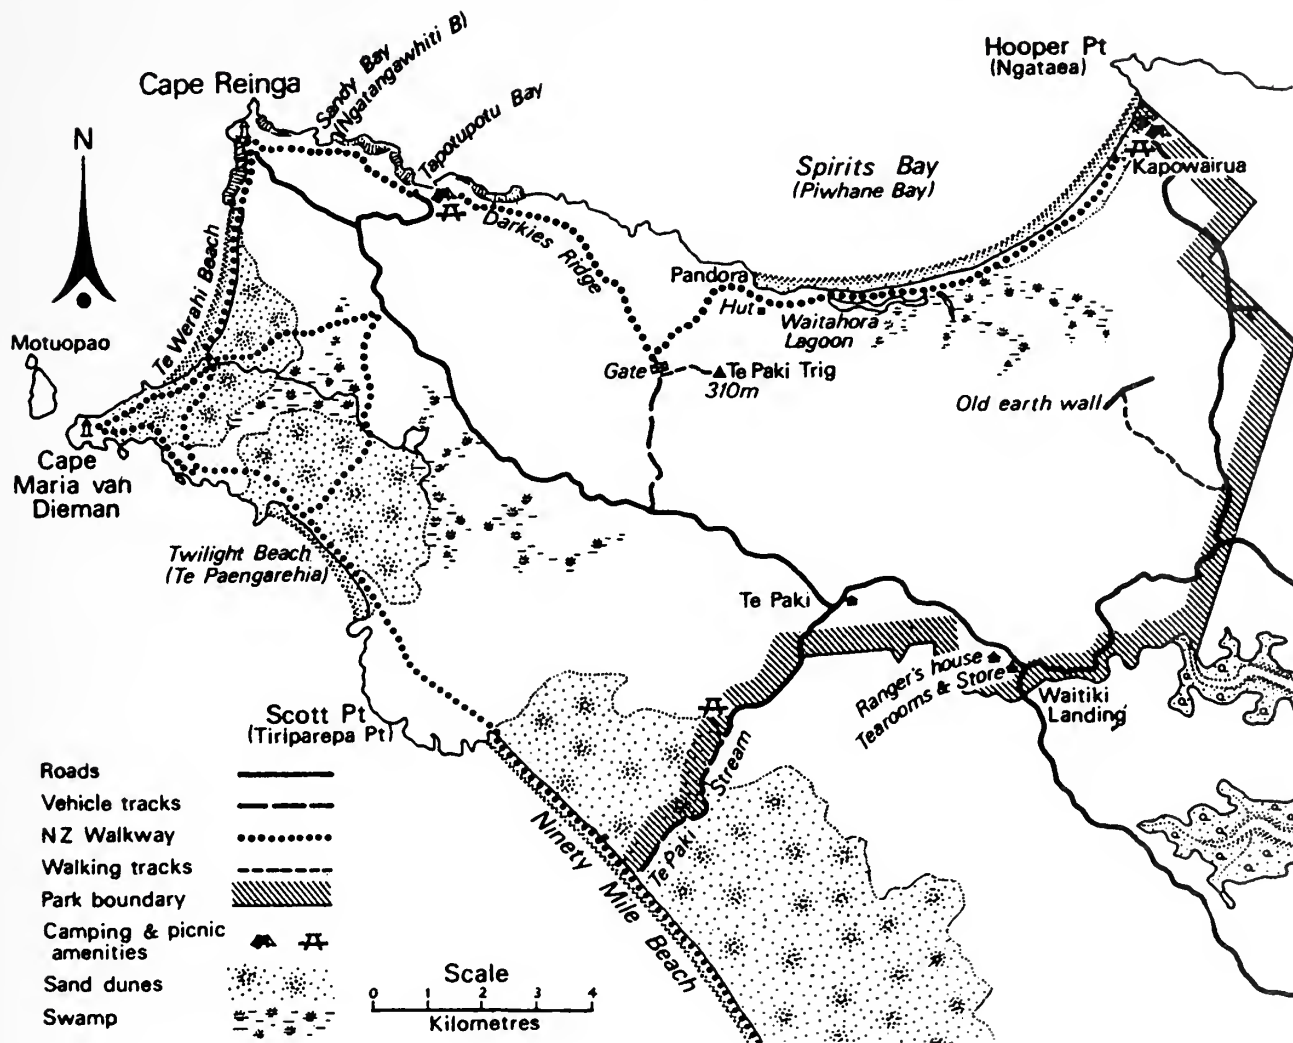 Hooper Pt
(Ngataea)
Cape Reinga
Sandy Bay
(Ngatangawhiti B)
Tapotupotu Bay
N
Spirits Bay
(Piwhane Bay)
Kapowairua
Darkies Ridge
Te Werahi Beach
Pandora
Hut
Waitahora
Lagoon
Motuopao
Gate
Te Paki Trig
310m
Old earth wall
Cape
Maria van
Dieman
Twilight Beach
(Te Paengarehia)
Te Paki
Ranger's house
Tearooms & Store
Waitiki
Landing
Scott Pt
(Tiriparepa Pt)
Te Paki Stream
Ninety Mile Beach
Roads
Vehicle tracks
NZ Walkway
Walking tracks
Park boundary
Camping & picnic
amenities
Sand dunes
Swamp
Scale
0 1 2 3 4
Kilometres